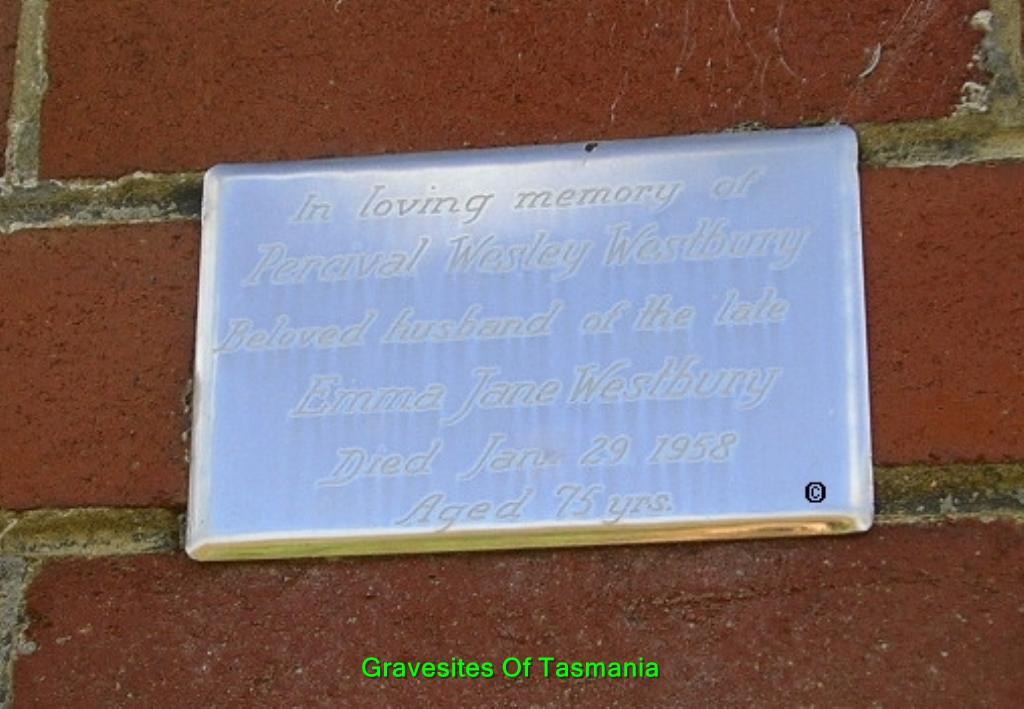 In loving memory of
Percival Wesley Westbury
Beloved husband of the late
Emma Jane Westbury
Died Jan. 29 1958
Aged 75 yrs.
©
Gravesites Of Tasmania